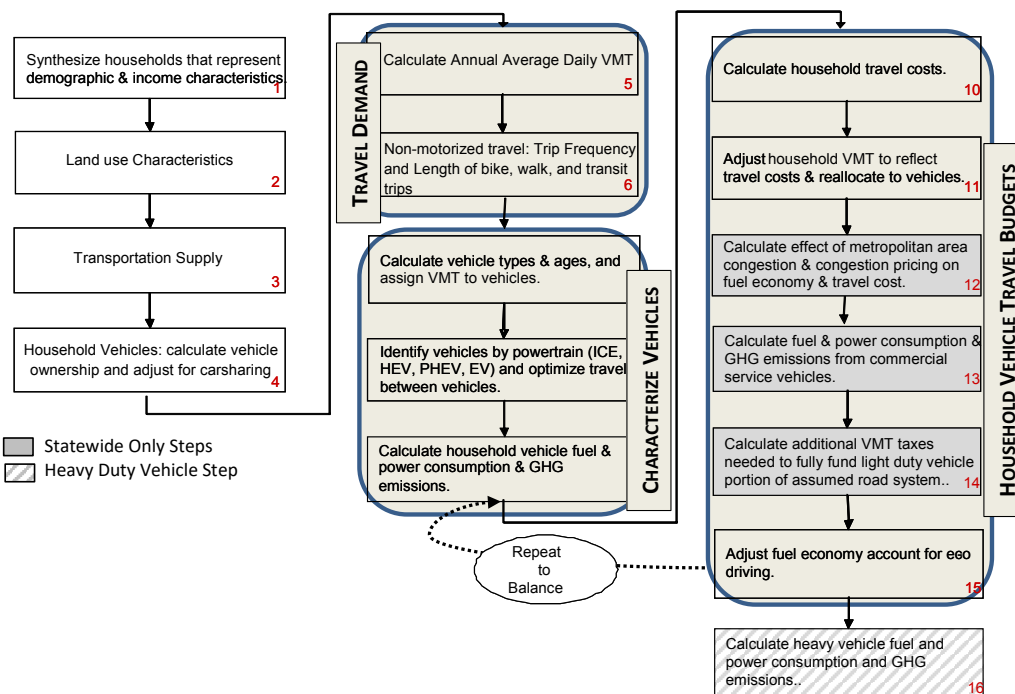 Synthesize households that represent
demographic & income characteristics.
1
Land use Characteristics
2
Transportation Supply
3
Household Vehicles: calculate vehicle
ownership and adjust for carsharing
4
Statewide Only Steps
Heavy Duty Vehicle Step
TRAVEL DEMAND
Calculate Annual Average Daily VMT
5
Non-motorized travel: Trip Frequency
and Length of bike, walk, and transit
trips
6
CHARACTERIZE VEHICLES
Calculate vehicle types & ages, and
assign VMT to vehicles.
Identify vehicles by powertrain (ICE,
HEV, PHEV, EV) and optimize travel
between vehicles.
Calculate household vehicle fuel &
power consumption & GHG
emissions.
Repeat
to
Balance
HOUSEHOLD VEHICLE TRAVEL BUDGETS
Calculate household travel costs.
10
Adjust household VMT to reflect
travel costs & reallocate to vehicles.
11
Calculate effect of metropolitan area
congestion & congestion pricing on
fuel economy & travel cost.
12
Calculate fuel & power consumption &
GHG emissions from commercial
service vehicles.
13
Calculate additional VMT taxes
needed to fully fund light duty vehicle
portion of assumed road system..
14
Adjust fuel economy account for eco
driving.
15
Calculate heavy vehicle fuel and
power consumption and GHG
emissions..
16